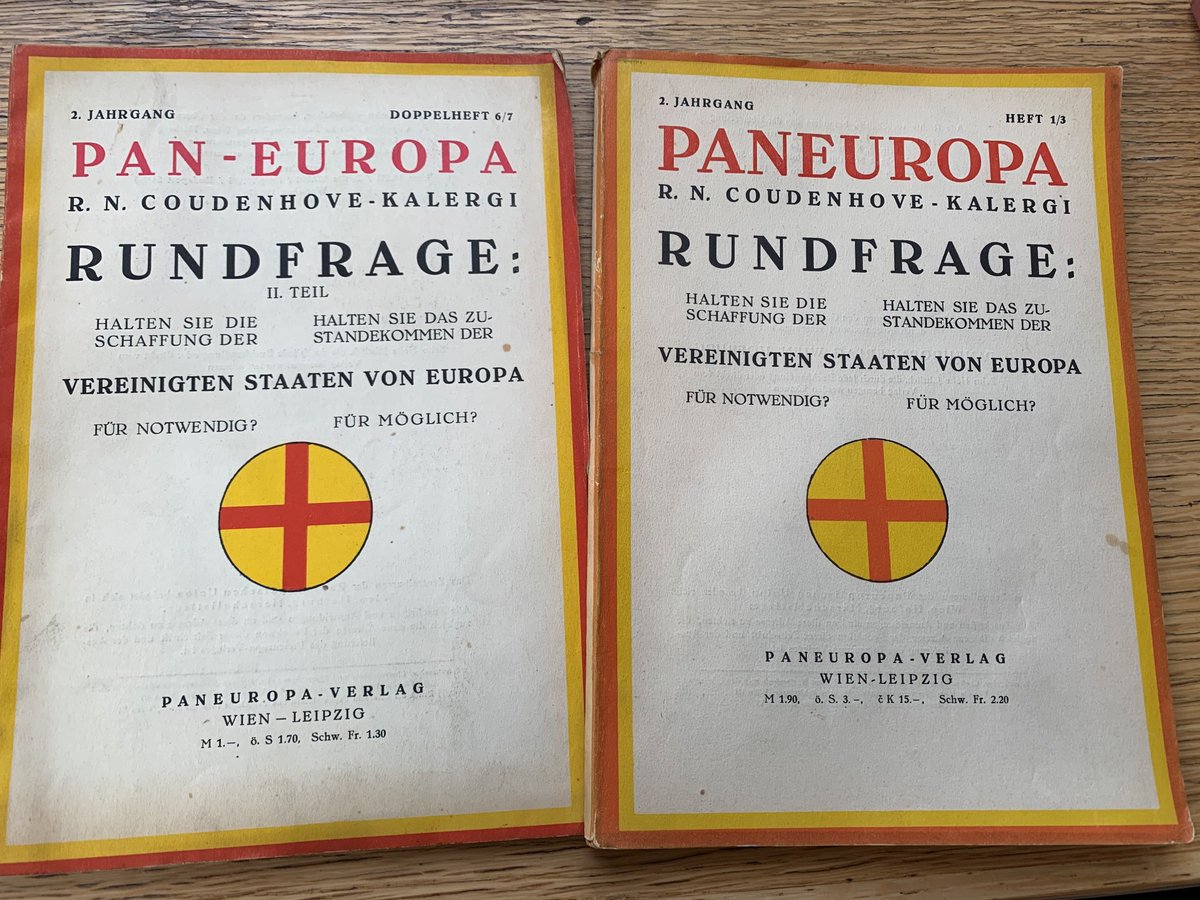 2. JAHRGANG DOPPELHEFT 6/7
PAN-EUROPA
R. N. COUDENHOVE-KALERGI
RUNDFRAGE:
II. TEIL
HALTEN SIE DIE
SCHAFFUNG DER
HALTEN SIE DAS ZU-
STANDEKOMMEN DER
VEREINIGTEN STAATEN VON EUROPA
FÜR NOTWENDIG? FÜR MÖGLICH?
PANEUROPA-VERLAG
WIEN – LEIPZIG
M 1.–, ö. S 1.70, Schw. Fr. 1.30
2. JAHRGANG
HEFT 1/3
PANEUROPA
R. N. COUDENHOVE-KALERGI
RUNDFRAGE:
HALTEN SIE DIE
SCHAFFUNG DER
HALTEN SIE DAS ZU-
STANDEKOMMEN DER
VEREINIGTEN STAATEN VON EUROPA
FÜR NOTWENDIG? FÜR MÖGLICH?
PANEUROPA-VERLAG
WIEN-LEIPZIG
M 1.90, ö. S. 3.–, č K 15.–, Schw. Fr. 2.20